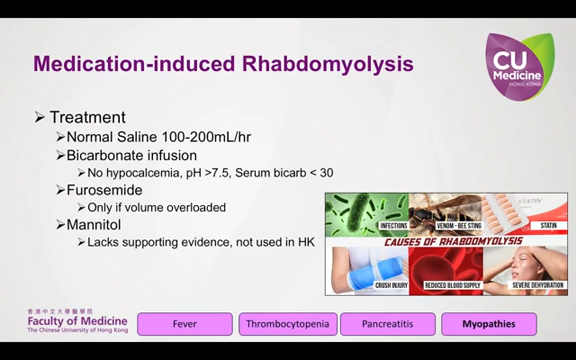 Medication-induced Rhabdomyolysis
CU
Medicine
HONG KONG
➢ Treatment
➢Normal Saline 100-200mL/hr
➢Bicarbonate infusion
➢No hypocalcemia, pH >7.5, Serum bicarb < 30
➢Furosemide
➢Only if volume overloaded
➢Mannitol
➢Lacks supporting evidence, not used in HK
STATIN
INFECTIONS
VENOM - BEE STING
STATIN
CAUSES OF RHABDOMYOLYSIS
CRUSH INJURY
REDUCED BLOOD SUPPLY
SEVERE DEHYDRATION
香港中文大學醫學院
Faculty of Medicine
The Chinese University of Hong Kong
Fever
Thrombocytopenia
Pancreatitis
Myopathies